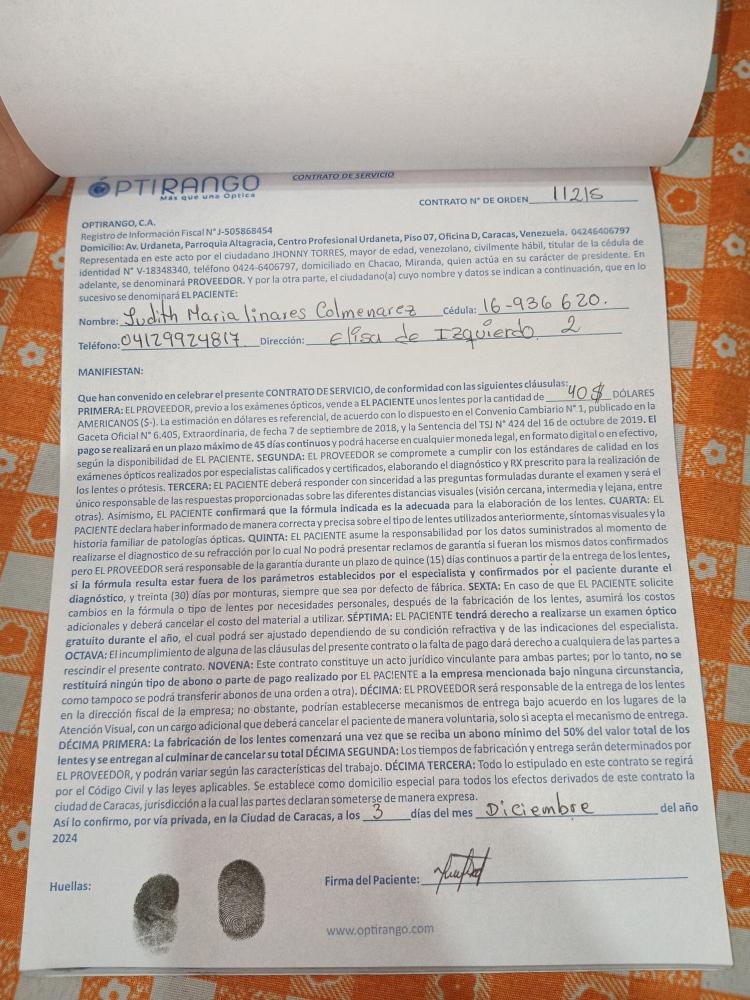 ÓPTIRANGO
Más que una Óptica
CONTRATO DE SERVICIO
CONTRATO N° DE ORDEN 11215
OPTIRANGO, C.A.
Registro de Información Fiscal N° J-505868454
Domicilio: Av. Urdaneta, Parroquia Altagracia, Centro Profesional Urdaneta, Piso 07, Oficina D, Caracas, Venezuela. 04246406797
Representada en este acto por el ciudadano JHONNY TORRES, mayor de edad, venezolano, civilmente hábil, titular de la cédula de
identidad N° V-18348340, teléfono 0424-6406797, domiciliado en Chacao, Miranda, quien actúa en su carácter de presidente. En
adelante, se denominará PROVEEDOR. Y por la otra parte, el ciudadano(a) cuyo nombre y datos se indican a continuación, que en lo
sucesivo se denominará EL PACIENTE:
Nombre: Judith Maria linares Colmenarez Cédula: 16-936 620.
Teléfono: 04129924817 Dirección: Elisa de Izquierdo 2
MANIFIESTAN:
Que han convenido en celebrar el presente CONTRATO DE SERVICIO, de conformidad con las siguientes cláusulas:
PRIMERA: EL PROVEEDOR, previo a los exámenes ópticos, vende a EL PACIENTE unos lentes por la cantidad de 40 $ DÓLARES
AMERICANOS ($-). La estimación en dólares es referencial, de acuerdo con lo dispuesto en el Convenio Cambiario N° 1, publicado en la
Gaceta Oficial N° 6.405, Extraordinaria, de fecha 7 de septiembre de 2018, y la Sentencia del TSJ N° 424 del 16 de octubre de 2019. El
pago se realizará en un plazo máximo de 45 días continuos y podrá hacerse en cualquier moneda legal, en formato digital o en efectivo,
según la disponibilidad de EL PACIENTE. SEGUNDA: EL PROVEEDOR se compromete a cumplir con los estándares de calidad en los
exámenes ópticos realizados por especialistas calificados y certificados, elaborando el diagnóstico y RX prescrito para la realización de
los lentes o prótesis. TERCERA: EL PACIENTE deberá responder con sinceridad a las preguntas formuladas durante el examen y será el
único responsable de las respuestas proporcionadas sobre las diferentes distancias visuales (visión cercana, intermedia y lejana, entre
otras). Asimismo, EL PACIENTE confirmará que la fórmula indicada es la adecuada para la elaboración de los lentes. CUARTA: EL
PACIENTE declara haber informado de manera correcta y precisa sobre el tipo de lentes utilizados anteriormente, síntomas visuales y la
historia familiar de patologías ópticas. QUINTA: EL PACIENTE asume la responsabilidad por los datos suministrados al momento de
realizarse el diagnostico de su refracción por lo cual No podrá presentar reclamos de garantía si fueran los mismos datos confirmados
pero EL PROVEEDOR será responsable de la garantía durante un plazo de quince (15) días continuos a partir de la entrega de los lentes,
si la fórmula resulta estar fuera de los parámetros establecidos por el especialista y confirmados por el paciente durante el
diagnóstico, y treinta (30) días por monturas, siempre que sea por defecto de fábrica. SEXTA: En caso de que EL PACIENTE solicite
cambios en la fórmula o tipo de lentes por necesidades personales, después de la fabricación de los lentes, asumirá los costos
adicionales y deberá cancelar el costo del material a utilizar. SÉPTIMA: EL PACIENTE tendrá derecho a realizarse un examen óptico
gratuito durante el año, el cual podrá ser ajustado dependiendo de su condición refractiva y de las indicaciones del especialista.
OCTAVA: El incumplimiento de alguna de las cláusulas del presente contrato o la falta de pago dará derecho a cualquiera de las partes a
rescindir el presente contrato. NOVENA: Este contrato constituye un acto jurídico vinculante para ambas partes; por lo tanto, no se
restituirá ningún tipo de abono o parte de pago realizado por EL PACIENTE a la empresa mencionada bajo ninguna circunstancia,
como tampoco se podrá transferir abonos de una orden a otra). DÉCIMA: EL PROVEEDOR será responsable de la entrega de los lentes
en la dirección fiscal de la empresa; no obstante, podrían establecerse mecanismos de entrega bajo acuerdo en los lugares de la
Atención Visual, con un cargo adicional que deberá cancelar el paciente de manera voluntaria, solo si acepta el mecanismo de entrega.
DÉCIMA PRIMERA: La fabricación de los lentes comenzará una vez que se reciba un abono mínimo del 50% del valor total de los
lentes y se entregan al culminar de cancelar su total DÉCIMA SEGUNDA: Los tiempos de fabricación y entrega serán determinados por
EL PROVEEDOR, y podrán variar según las características del trabajo. DÉCIMA TERCERA: Todo lo estipulado en este contrato se regirá
por el Código Civil y las leyes aplicables. Se establece como domicilio especial para todos los efectos derivados de este contrato la
ciudad de Caracas, jurisdicción a la cual las partes declaran someterse de manera expresa.
Así lo confirmo, por vía privada, en la Ciudad de Caracas, a los 3 días del mes Diciembre del año
2024
Huellas:
Firma del Paciente:
www.optirango.com